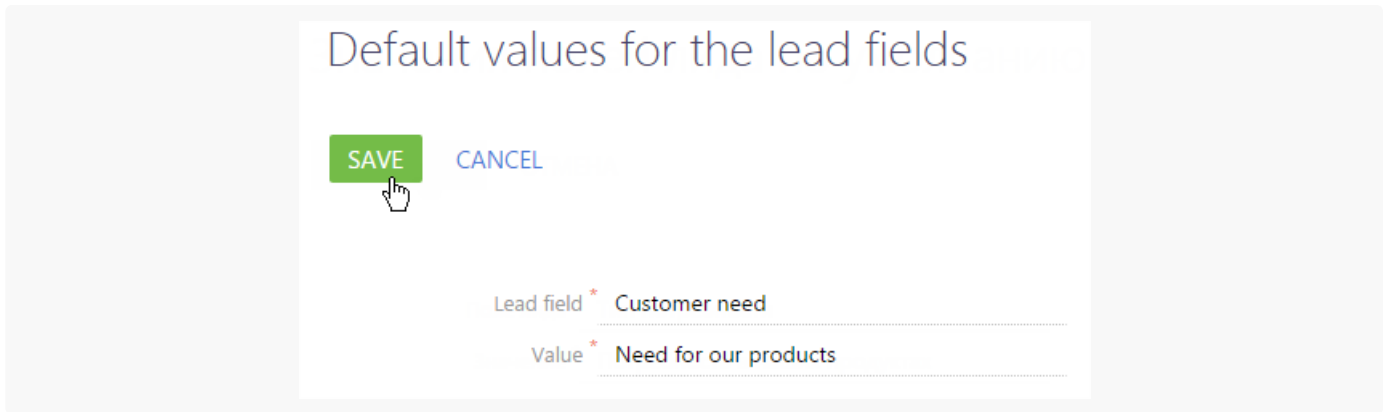 Default values for the lead fields
SAVE CANCEL
Lead field * Customer need
Value * Need for our products